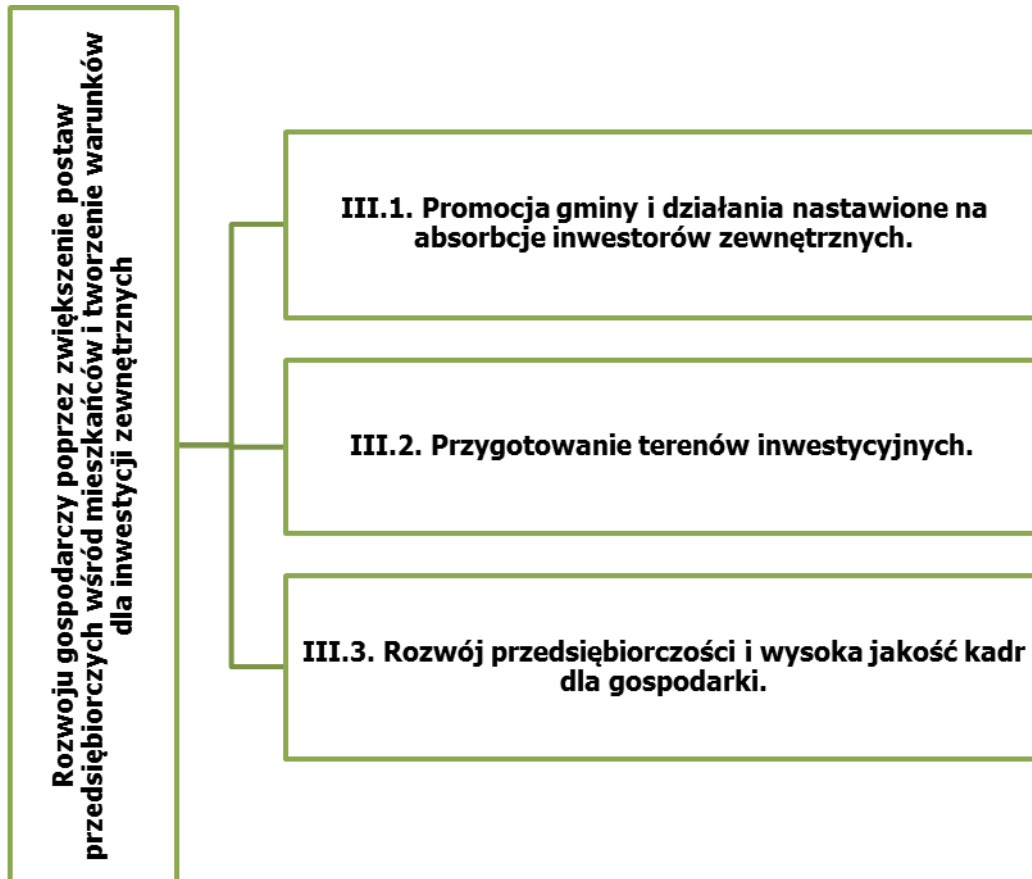 Rozwoju gospodarczy poprzez zwiększenie postaw
przedsiębiorczych wśród mieszkańców i tworzenie warunków
dla inwestycji zewnętrznych
III.1. Promocja gminy i działania nastawione na
absorbcje inwestorów zewnętrznych.
III.2. Przygotowanie terenów inwestycyjnych.
III.3. Rozwój przedsiębiorczości i wysoka jakość kadr
dla gospodarki.